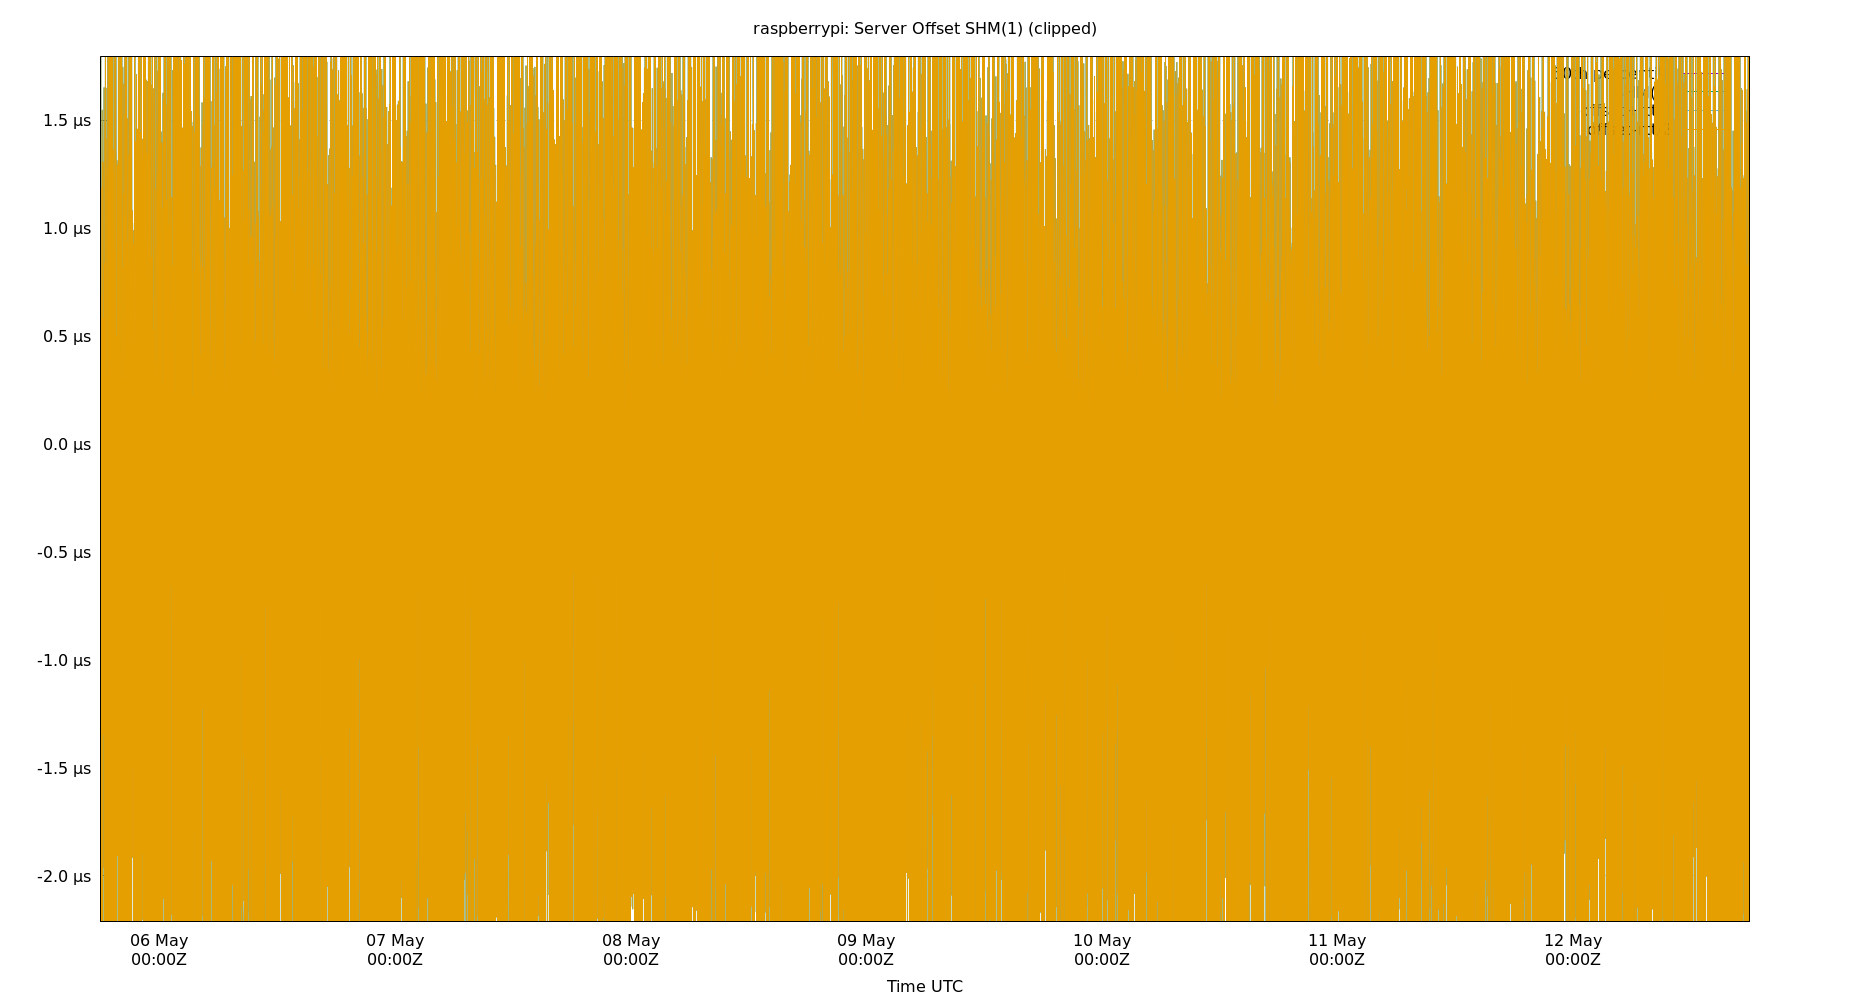 raspberrypi: Server Offset SHM(1) (clipped)
1.5 µs
1.0 µs
0.5 µs
0.0 µs
-0.5 µs
-1.0 µs
-1.5 µs
-2.0 µs
06 May
00:00Z
07 May
00:00Z
08 May
00:00Z
09 May
00:00Z
10 May
00:00Z
11 May
00:00Z
12 May
00:00Z
Time UTC